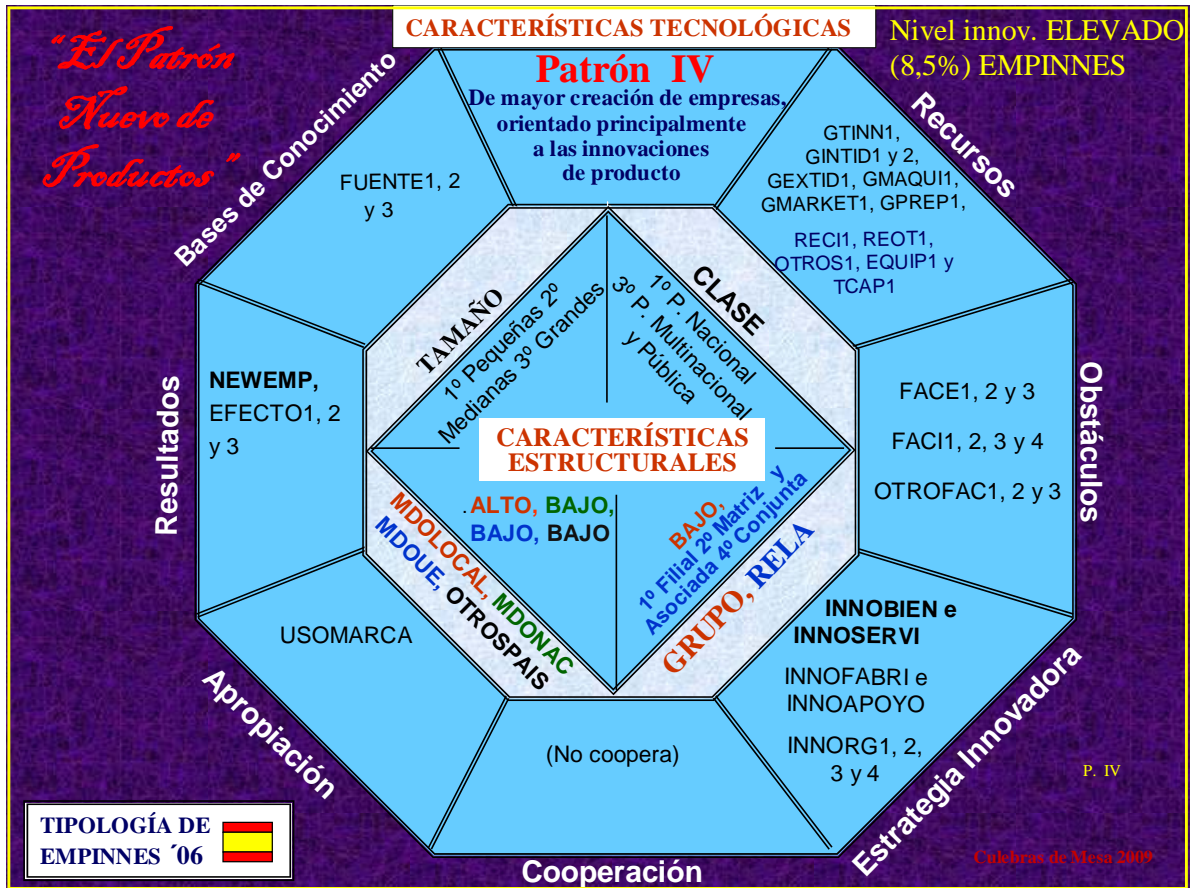 CARACTERÍSTICAS TECNOLÓGICAS
"El Patrón
Nuevo de
Productos"
Nivel innov. ELEVADO
(8,5%) EMPINNES
Patrón IV
De mayor creación de empresas,
orientado principalmente
a las innovaciones
de producto
Bases de Conocimiento
FUENTE1, 2
y 3
Recursos
GTINN1,
GINTID1 y 2,
GEXTID1, GMAQUI1,
GMARKET1, GPREP1,
RECI1, REOT1,
OTROS1, EQUIP1 y
TCAP1
TAMAÑO
1º Pequeñas 2º
Medianas 3º Grandes
CLASE
1º P. Nacional
3º P. Multinacional
y Pública
Resultados
NEWEMP,
EFECTO1, 2
y 3
Obstáculos
FACE1, 2 y 3
FACI1, 2, 3 y 4
OTROFAC1, 2 y 3
CARACTERÍSTICAS
ESTRUCTURALES
. ALTO, BAJO,
BAJO, BAJO
MDOLOCAL, MDONAC
MDOUE, OTROSPAIS
BAJO,
1º Filial 2º Matriz y
Asociada 4º Conjunta
GRUPO, RELA
Apropiación
USOMARCA
Cooperación
(No coopera)
Estrategia Innovadora
INNOBIEN e
INNOSERVI
INNOFABRI e
INNOAPOYO
INNORG1, 2,
3 y 4
P. IV
TIPOLOGÍA DE
EMPINNES ´06
Culebras de Mesa 2009